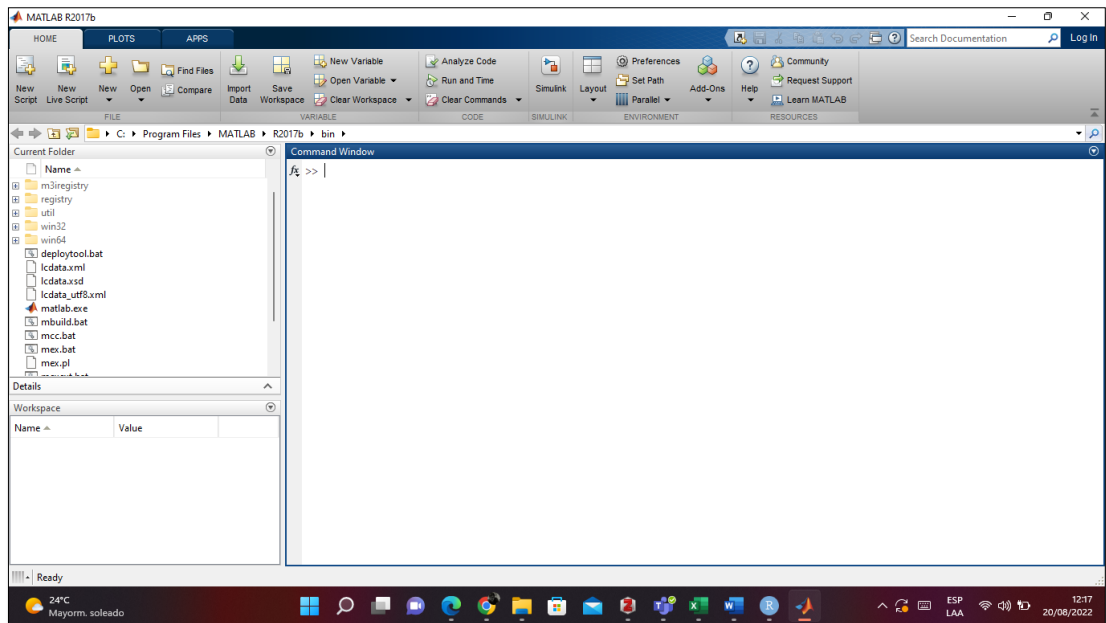 MATLAB R2017b
HOME PLOTS APPS Search Documentation Log In
New Variable Analyze Code Preferences Community
Find Files Open Variable Run and Time Set Path Request Support
New Script New Live Script New Open Compare Import Data Save Workspace Clear Workspace Clear Commands Simulink Layout Parallel Add-Ons Help Learn MATLAB
FILE VARIABLE CODE SIMULINK ENVIRONMENT RESOURCES
C: Program Files MATLAB R2017b bin
Current Folder
Name
m3iregistry
registry
util
win32
win64
deploytool.bat
lcdata.xml
lcdata.xsd
lcdata_utf8.xml
matlab.exe
mbuild.bat
mcc.bat
mex.bat
mex.pl
Details
Workspace
Name Value
Command Window
fx >>
Ready
24°C
Mayorm. soleado
ESP
LAA
12:17
20/08/2022